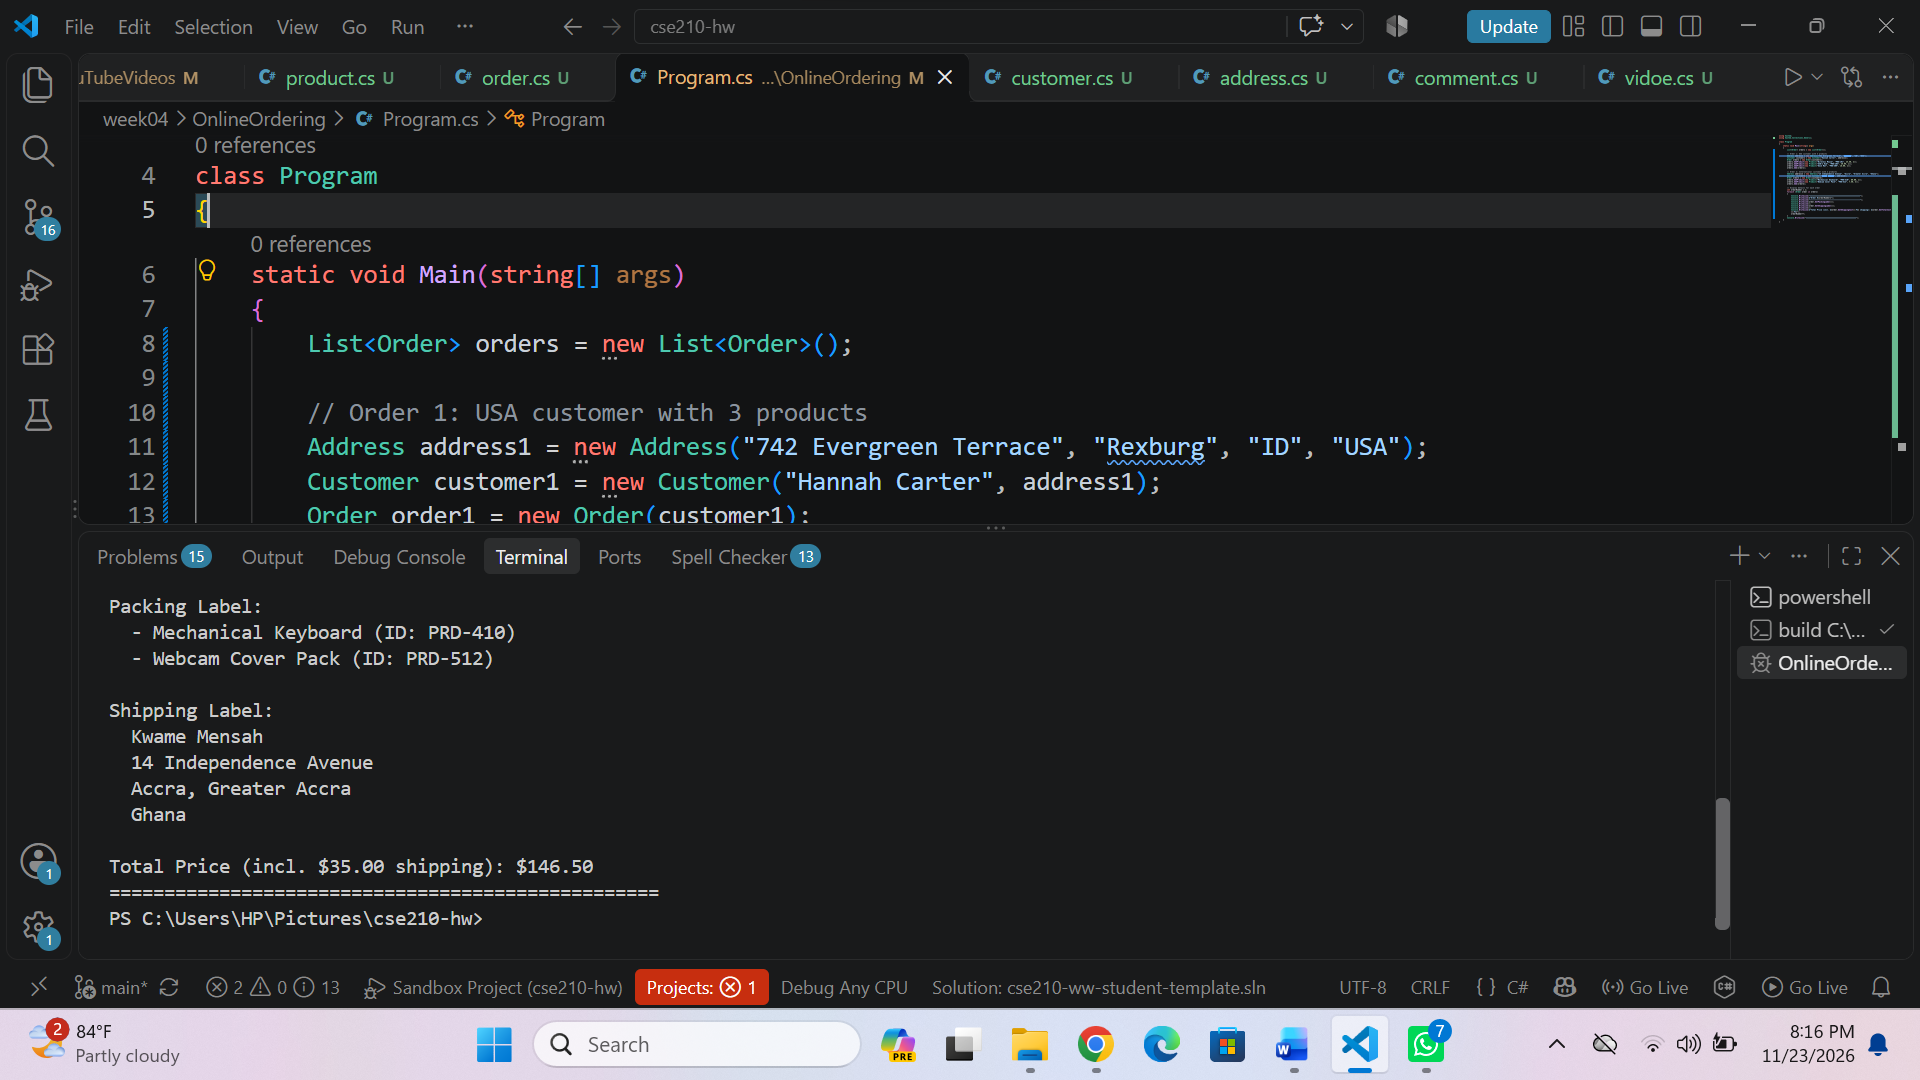 File Edit Selection View Go Run ··· cse210-hw Update
uTubeVideos M product.cs U order.cs U Program.cs ...\OnlineOrdering M customer.cs U address.cs U comment.cs U vidoe.cs U
week04 > OnlineOrdering > Program.cs > Program
0 references
4 class Program
5 {
0 references
6 static void Main(string[] args)
7 {
8 List<Order> orders = new List<Order>();
9
10 // Order 1: USA customer with 3 products
11 Address address1 = new Address("742 Evergreen Terrace", "Rexburg", "ID", "USA");
12 Customer customer1 = new Customer("Hannah Carter", address1);
13 Order order1 = new Order(customer1);
16
Problems 15 Output Debug Console Terminal Ports Spell Checker 13
Packing Label:
- Mechanical Keyboard (ID: PRD-410)
- Webcam Cover Pack (ID: PRD-512)
Shipping Label:
Kwame Mensah
14 Independence Avenue
Accra, Greater Accra
Ghana
Total Price (incl. $35.00 shipping): $146.50
==================================================
PS C:\Users\HP\Pictures\cse210-hw>
powershell
build C:\...
OnlineOrde...
1
1
main* 2 0 13 Sandbox Project (cse210-hw) Projects: 1 Debug Any CPU Solution: cse210-ww-student-template.sln UTF-8 CRLF { } C# Go Live Go Live
2 84°F
Partly cloudy
Search
PRE
7
8:16 PM
11/23/2026